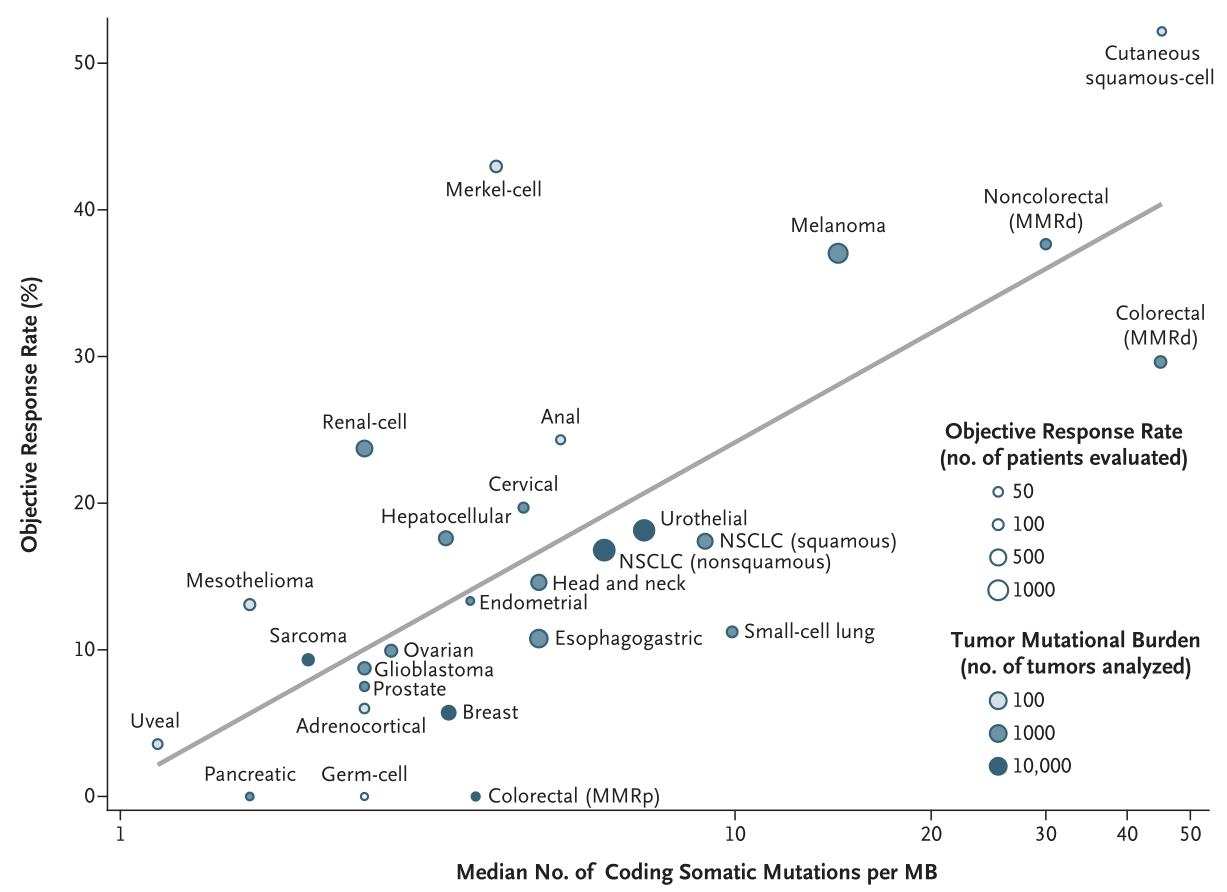 50
Cutaneous
squamous-cell
Merkel-cell
40
Melanoma
Noncolorectal
(MMRd)
Colorectal
(MMRd)
30
Objective Response Rate (%)
Renal-cell
Anal
Objective Response Rate
(no. of patients evaluated)
50
100
500
1000
Cervical
20
Hepatocellular
Urothelial
NSCLC (squamous)
NSCLC (nonsquamous)
Mesothelioma
Head and neck
Endometrial
Sarcoma
Esophagogastric
Small-cell lung
10
Ovarian
Glioblastoma
Prostate
Tumor Mutational Burden
(no. of tumors analyzed)
100
1000
10,000
Uveal
Adrenocortical
Breast
Pancreatic
Germ-cell
0
Colorectal (MMRp)
1
10
20
30
40
50
Median No. of Coding Somatic Mutations per MB